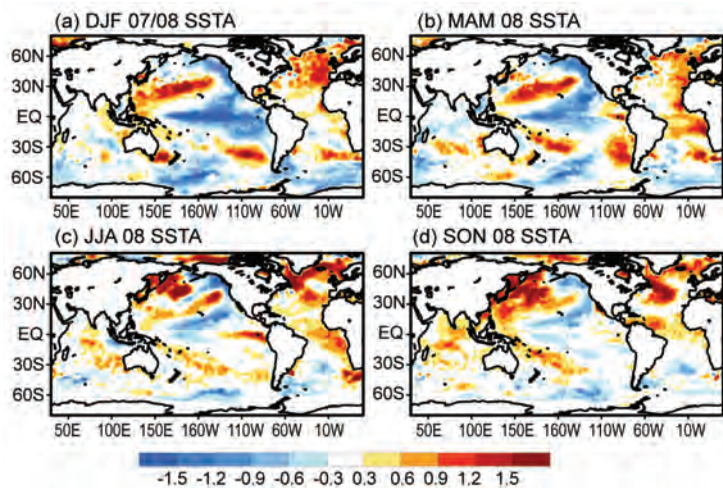 (a) DJF 07/08 SSTA
(b) MAM 08 SSTA
60N
30N
EQ
30S
60S
50E 100E 150E 160W 110W 60W 10W
60N
30N
EQ
30S
60S
50E 100E 150E 160W 110W 60W 10W
(c) JJA 08 SSTA
(d) SON 08 SSTA
60N
30N
EQ
30S
60S
50E 100E 150E 160W 110W 60W 10W
60N
30N
EQ
30S
60S
50E 100E 150E 160W 110W 60W 10W
-1.5 -1.2 -0.9 -0.6 -0.3 0.3 0.6 0.9 1.2 1.5